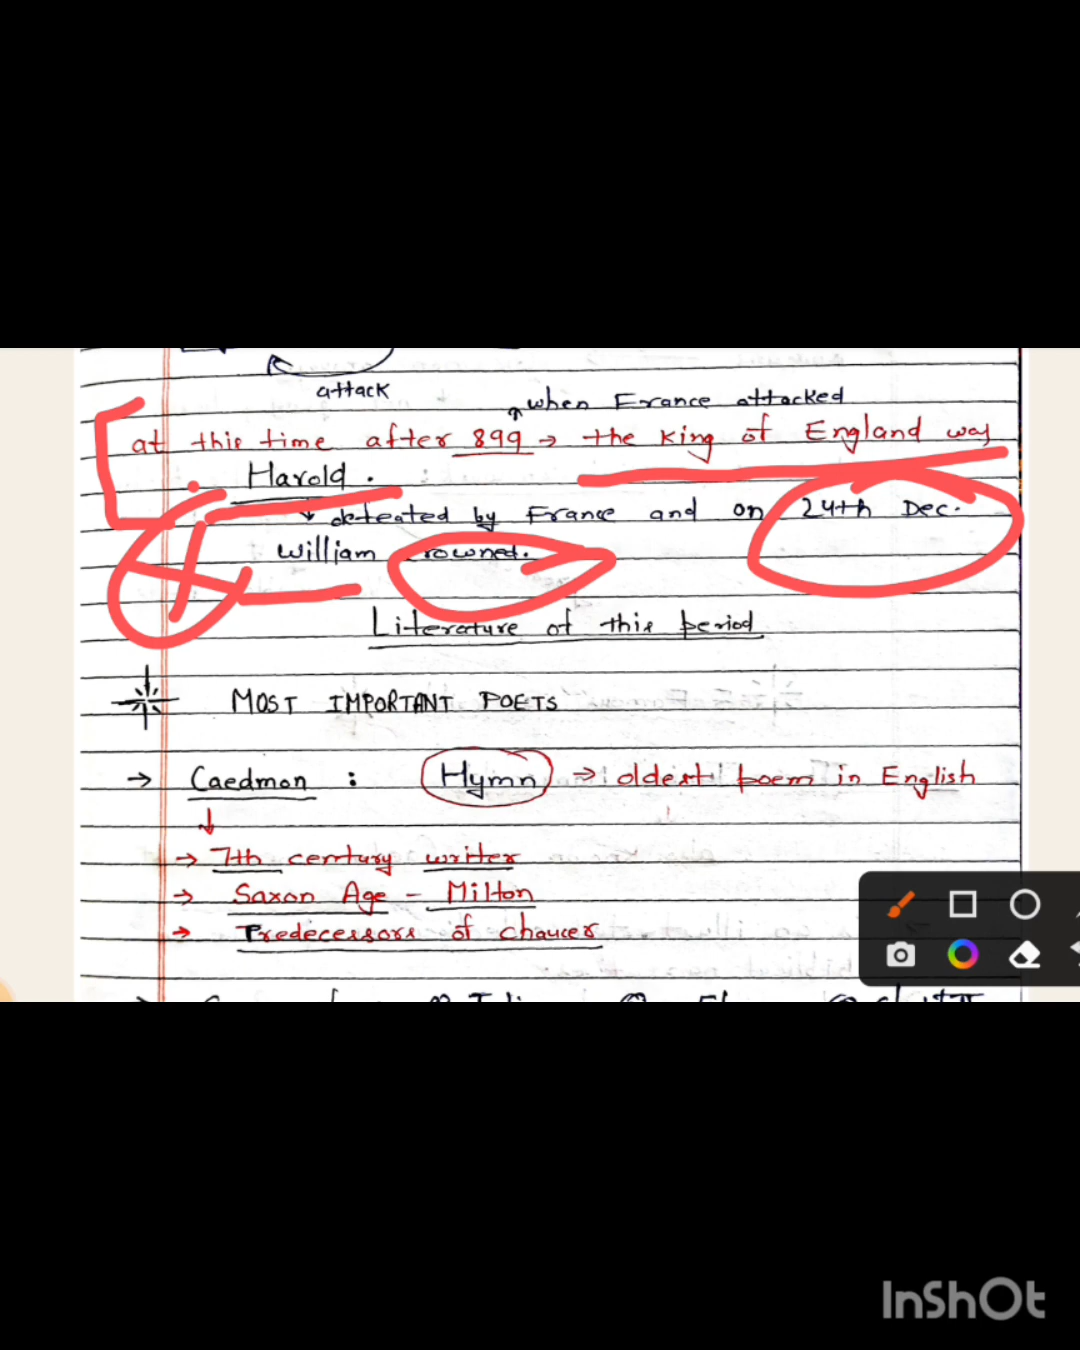 attack
when France attacked
at this time after 899 → the king of England was
Harold.
defeated by France and on 24th Dec.
William rowned.
Literature of this period
MOST IMPORTANT POETS
→ Caedmon : Hymn → oldest poem in English
→ 7th century writer
→ Saxon Age - Milton
→ Predecessors of chaucer
InShOt